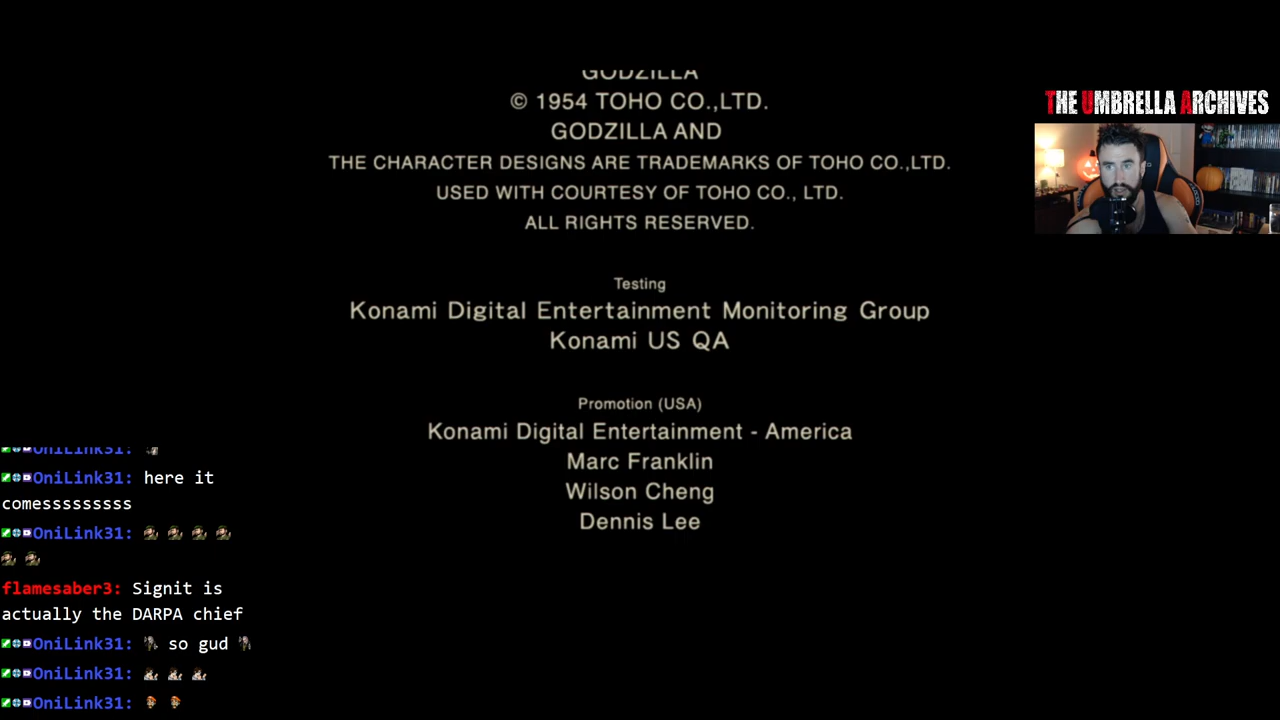 GODZILLA
© 1954 TOHO CO.,LTD.
GODZILLA AND
THE CHARACTER DESIGNS ARE TRADEMARKS OF TOHO CO.,LTD.
USED WITH COURTESY OF TOHO CO., LTD.
ALL RIGHTS RESERVED.
Testing
Konami Digital Entertainment Monitoring Group
Konami US QA
Promotion (USA)
Konami Digital Entertainment - America
Marc Franklin
Wilson Cheng
Dennis Lee
THE UMBRELLA ARCHIVES
OniLink31:
OniLink31: here it
comesssssssss
OniLink31:
flamesaber3: Signit is
actually the DARPA chief
OniLink31: so gud
OniLink31:
OniLink31: